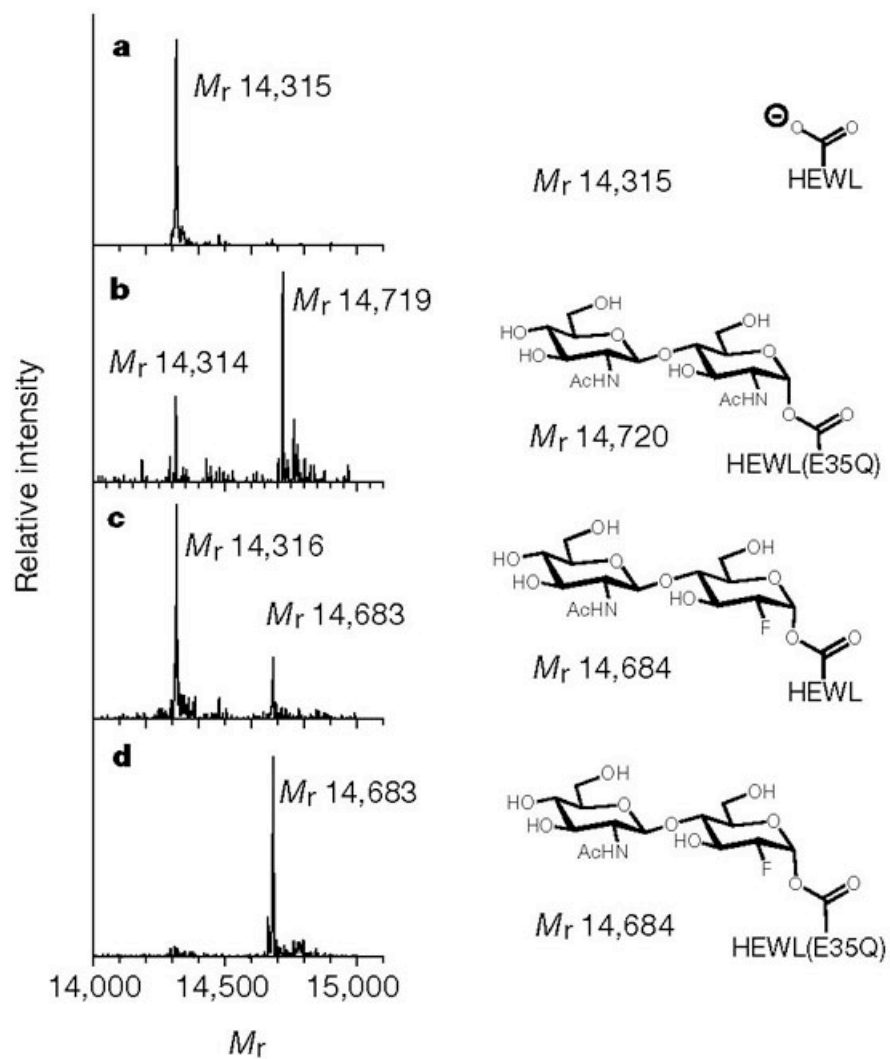 a
Mr 14,315
Mr 14,315
HEWL
O
O
b
Mr 14,719
Mr 14,314
Mr 14,720
HO
OH
O
HO
AcHN
O
OH
O
HO
AcHN
O
O
HEWL(E35Q)
c
Mr 14,316
Mr 14,683
Mr 14,684
HO
OH
O
HO
AcHN
O
OH
O
HO
F
O
O
HEWL
d
Mr 14,683
Mr 14,684
HO
OH
O
HO
AcHN
O
OH
O
HO
F
O
O
HEWL(E35Q)
Relative intensity
14,000 14,500 15,000
Mr